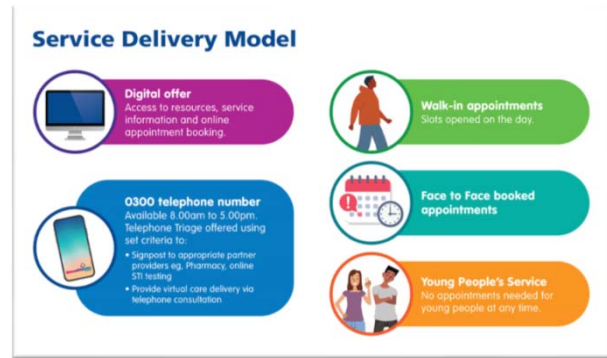 Service Delivery Model
Digital offer
Access to resources, service
information and online
appointment booking.
0300 telephone number
Available 8.00am to 5.00pm.
Telephone Triage offered using
set criteria to:
• Signpost to appropriate partner
providers eg. Pharmacy, online
STI testing
• Provide virtual care delivery via
telephone consultation
Walk-in appointments
Slots opened on the day.
Face to Face booked
appointments
Young People's Service
No appointments needed for
young people at any time.